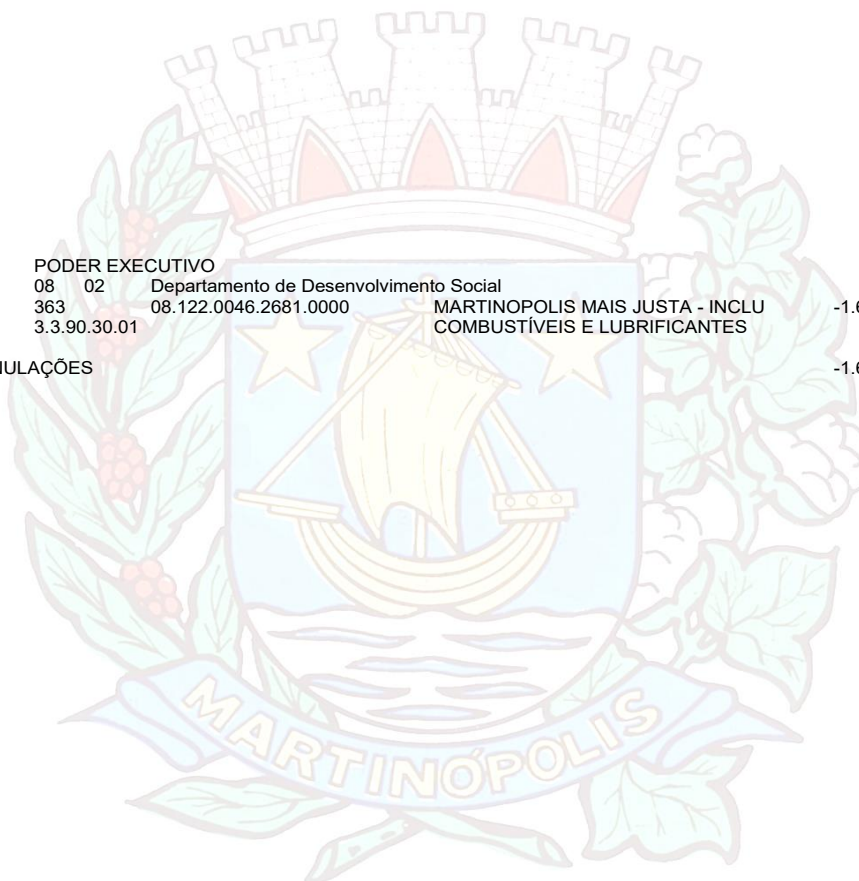 PODER EXECUTIVO
08 02 Departamento de Desenvolvimento Social
363 08.122.0046.2681.0000 MARTINOPOLIS MAIS JUSTA - INCLU
3.3.90.30.01 COMBUSTÍVEIS E LUBRIFICANTES
MARTINÓPOLIS